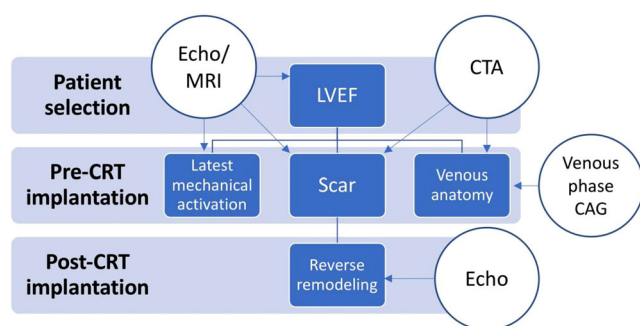 Echo/
MRI
CTA
Patient
selection
LVEF
Pre-CRT
implantation
Latest
mechanical
activation
Scar
Venous
anatomy
Venous
phase
CAG
Post-CRT
implantation
Reverse
remodeling
Echo